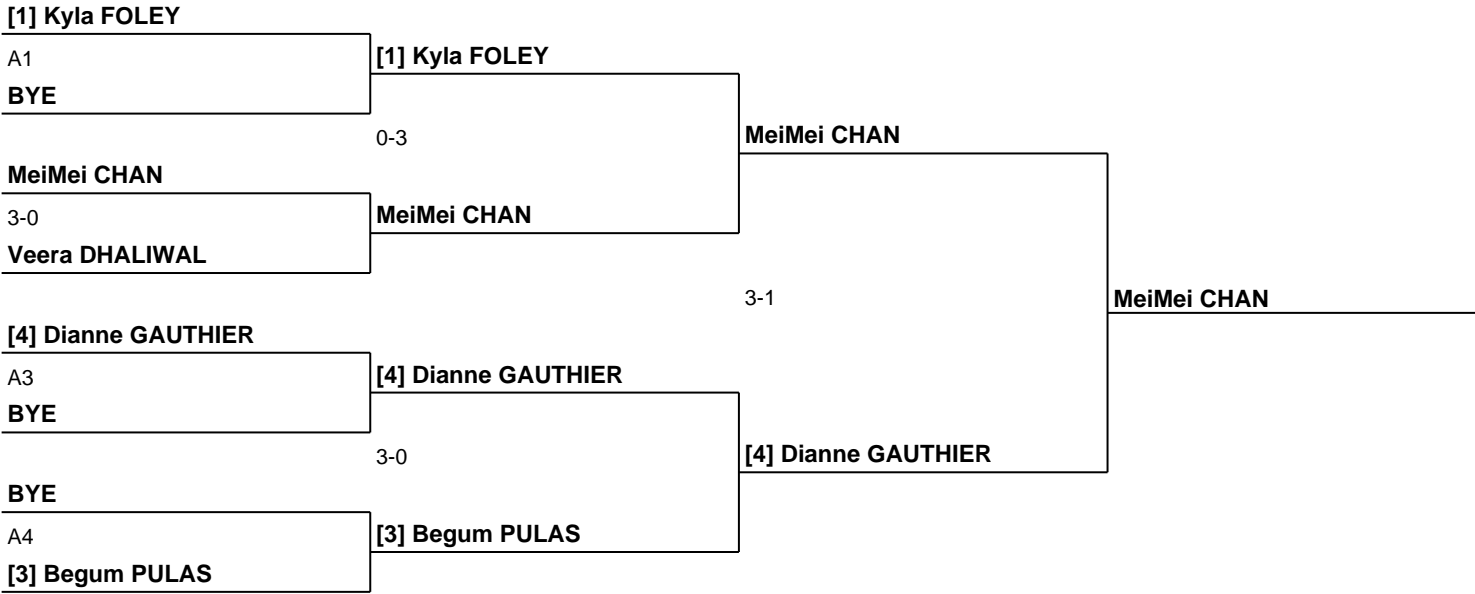 [1] Kyla FOLEY
A1
[1] Kyla FOLEY
BYE
0-3
MeiMei CHAN
MeiMei CHAN
3-0
MeiMei CHAN
Veera DHALIWAL
3-1
MeiMei CHAN
[4] Dianne GAUTHIER
A3
[4] Dianne GAUTHIER
BYE
3-0
[4] Dianne GAUTHIER
BYE
A4
[3] Begum PULAS
[3] Begum PULAS